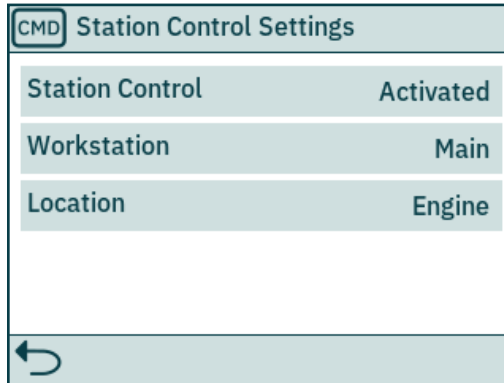 CMD Station Control Settings
Station Control Activated
Workstation Main
Location Engine